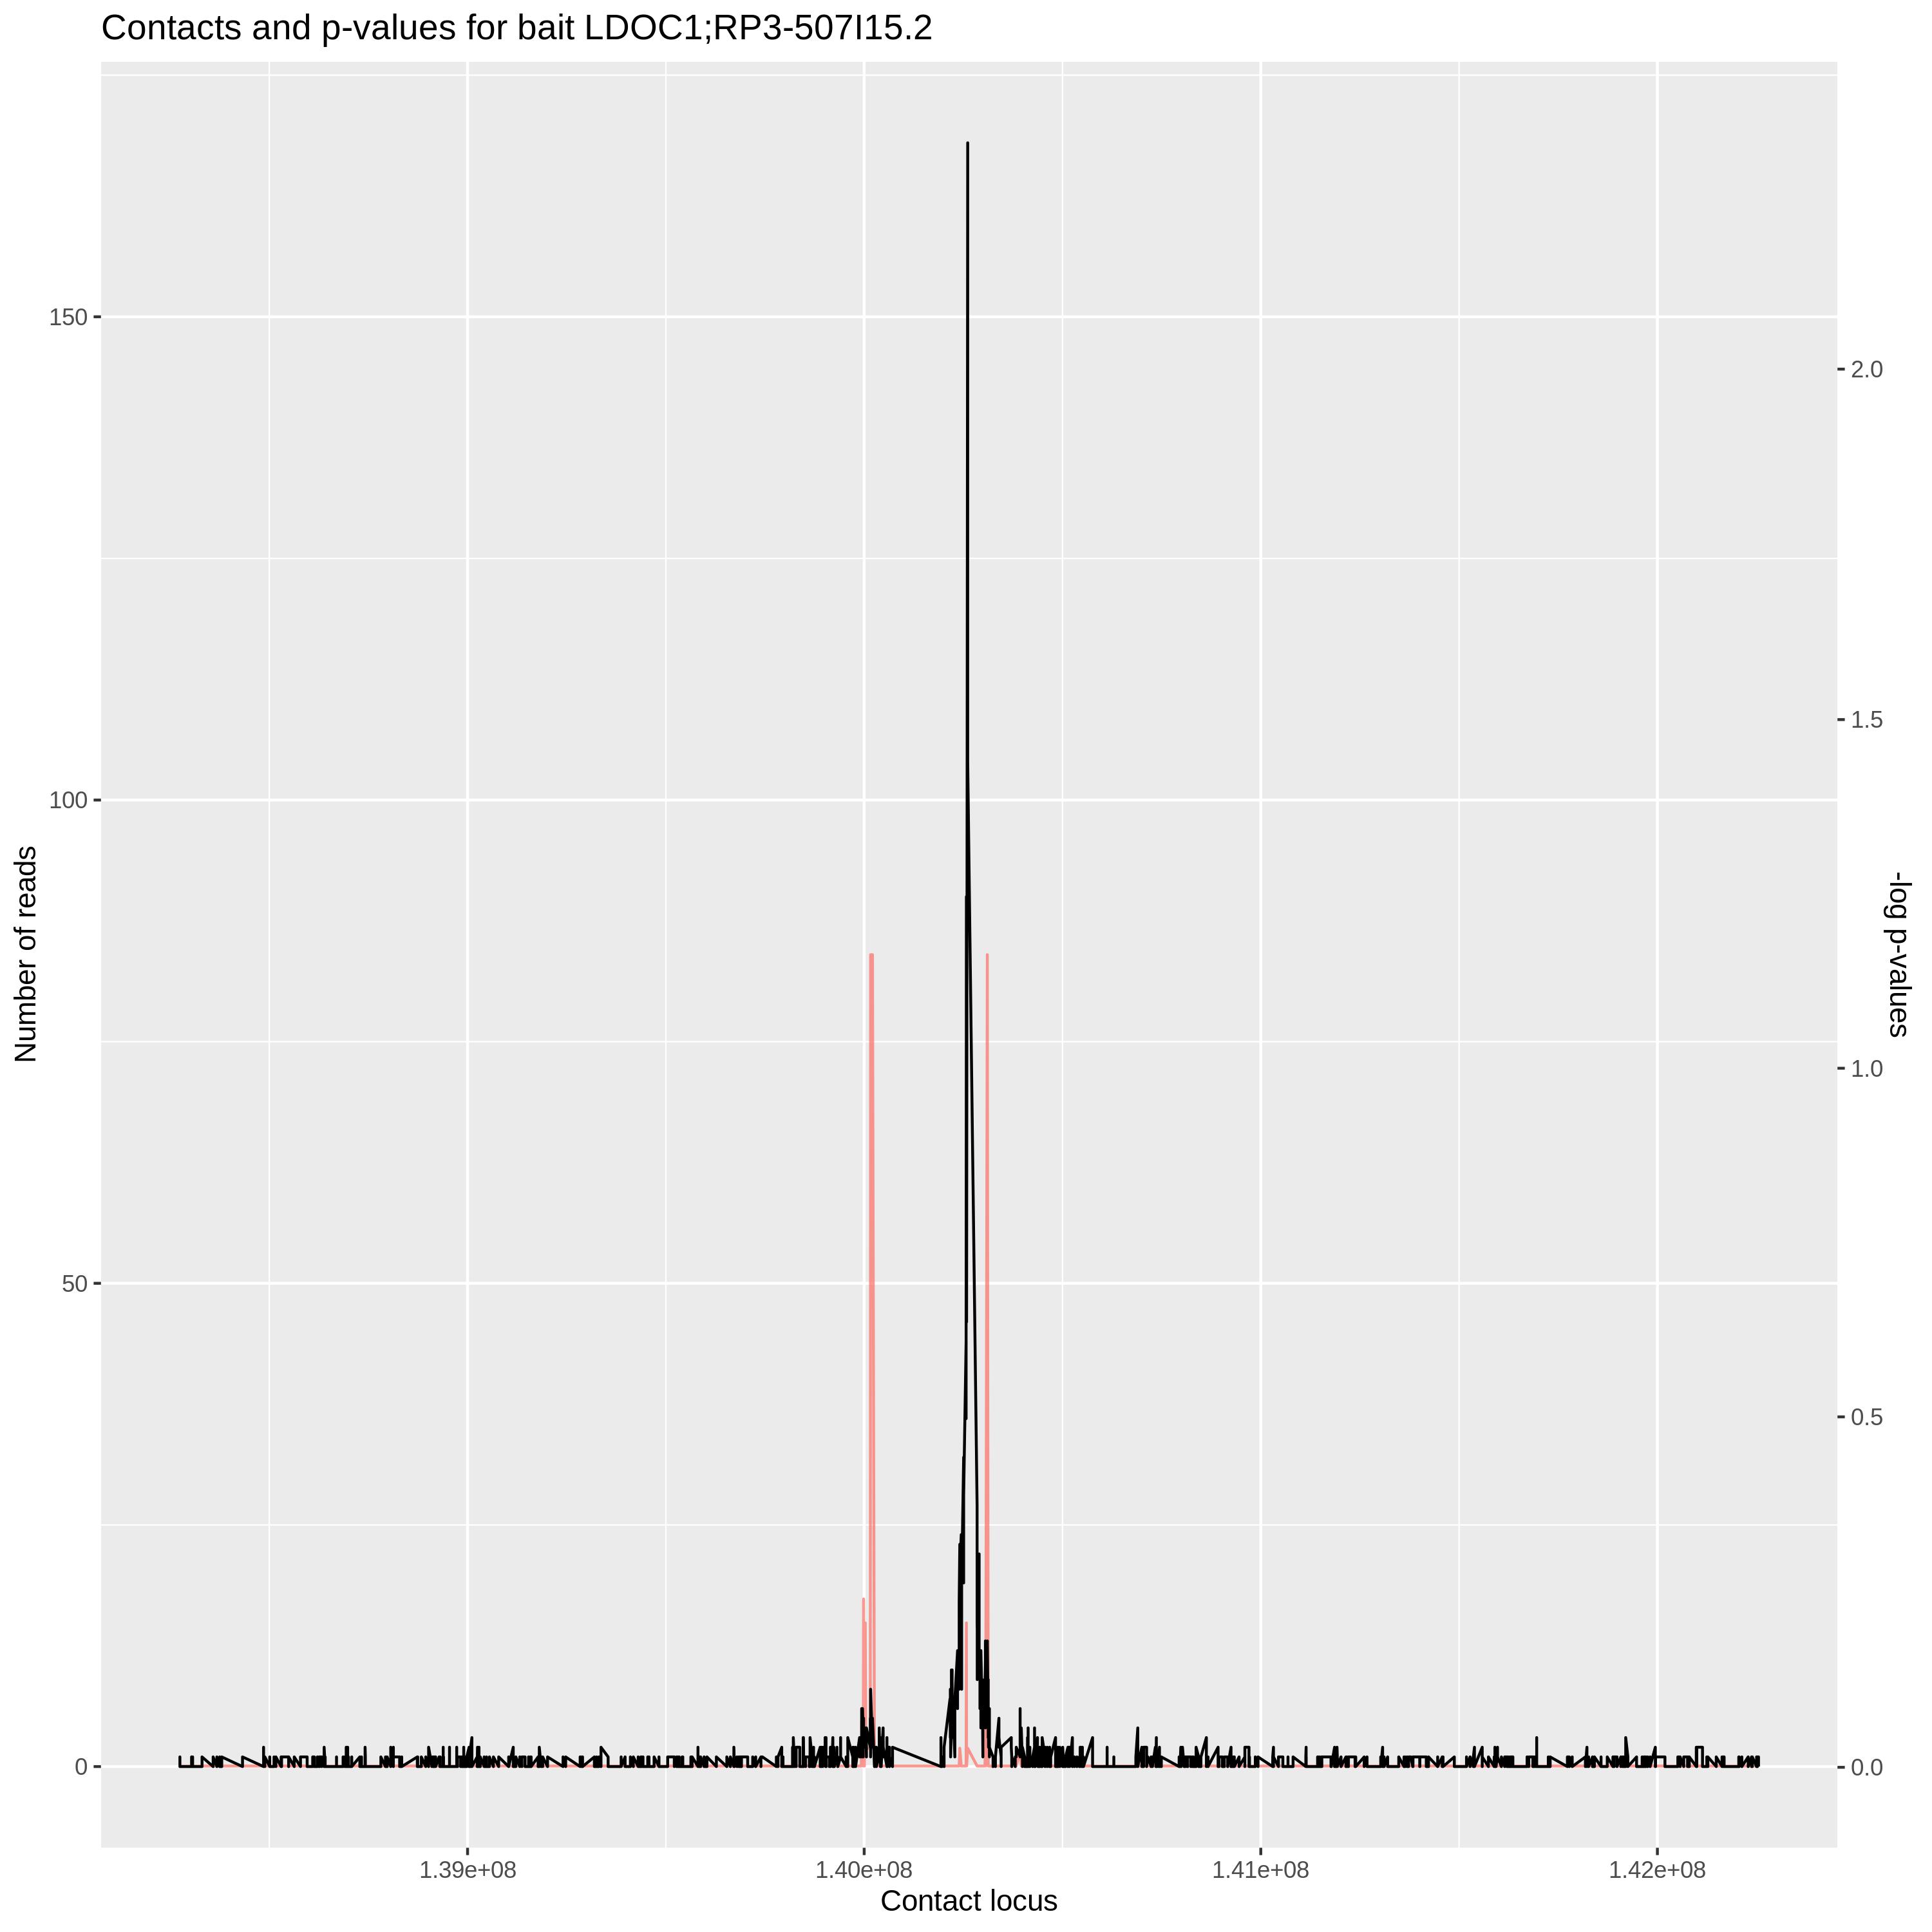 Contacts and p-values for bait LDOC1;RP3-507I15.2
Number of reads
150
100
50
0
2.0
1.5
1.0
0.5
0.0
-log p-values
1.39e+08
1.40e+08
1.41e+08
1.42e+08
Contact locus